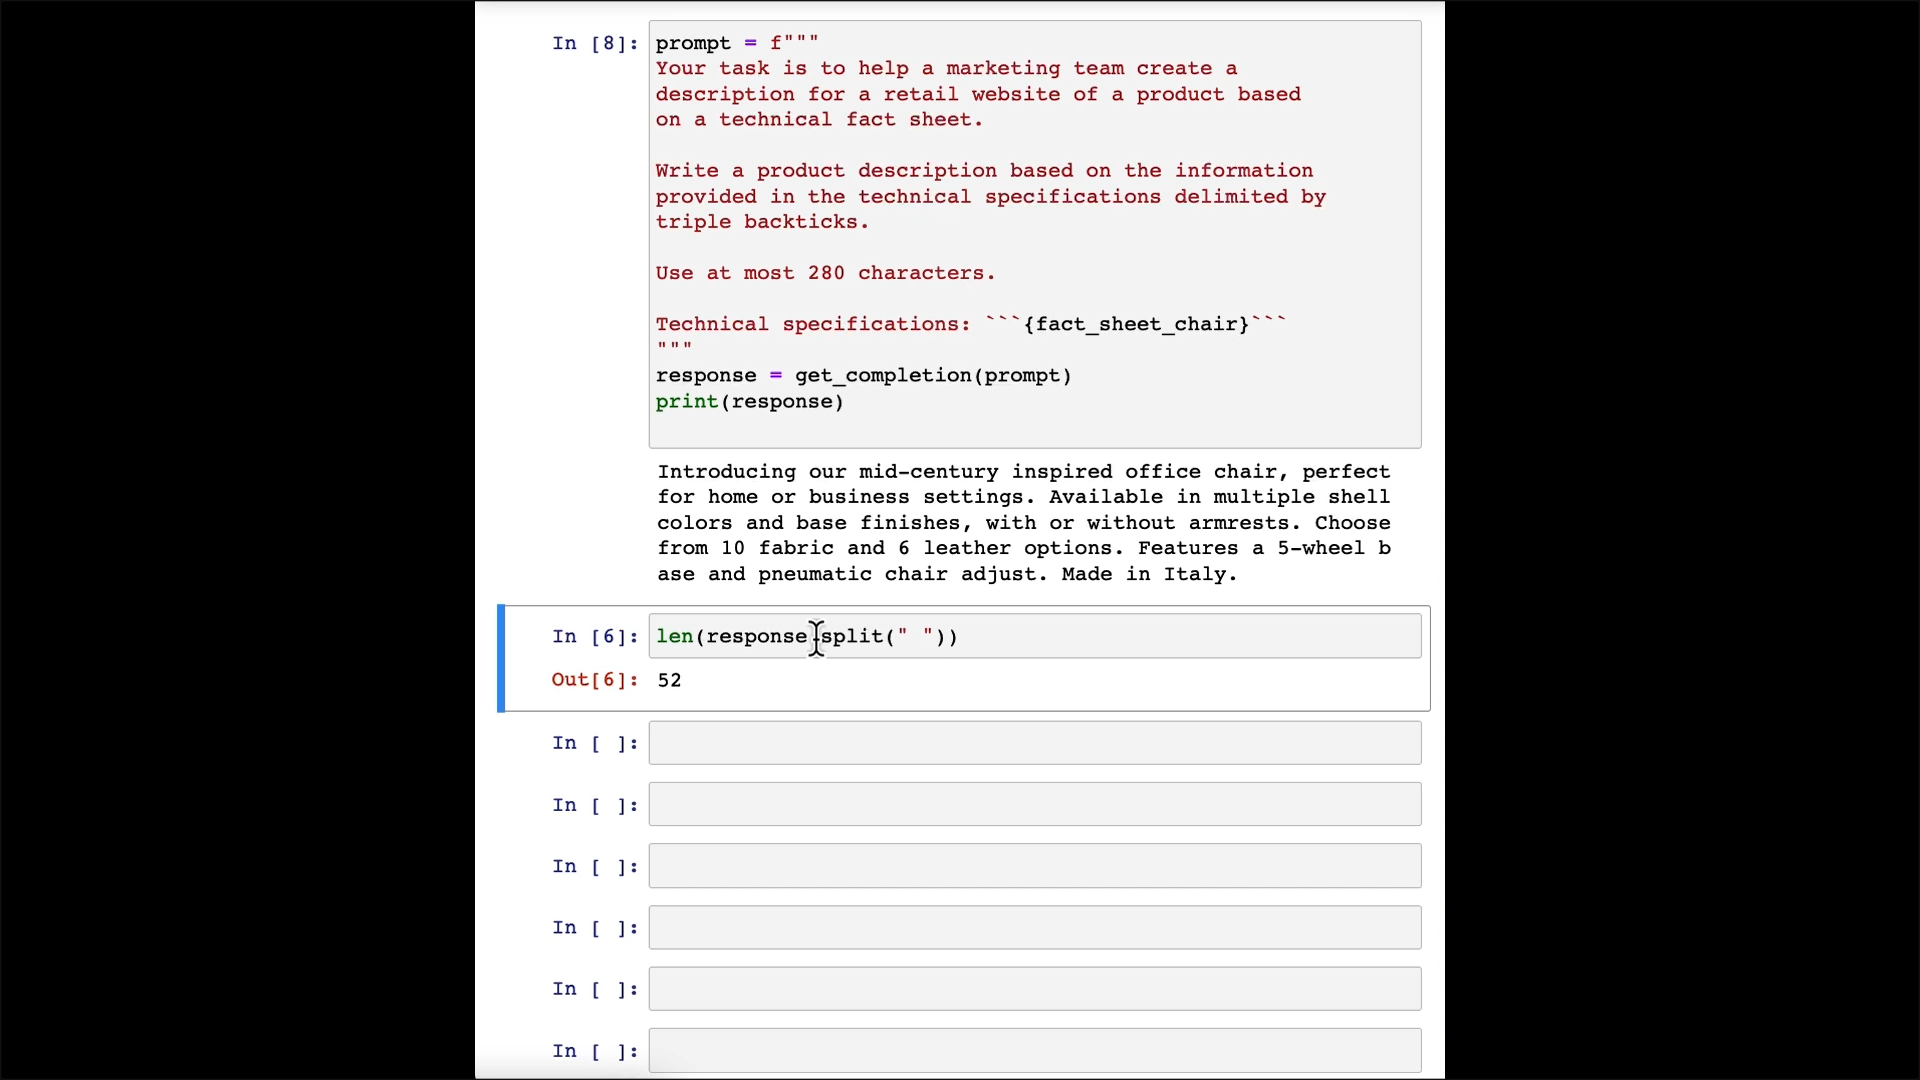 In [8]: prompt = f"""
Your task is to help a marketing team create a
description for a retail website of a product based
on a technical fact sheet.
Write a product description based on the information
provided in the technical specifications delimited by
triple backticks.
Use at most 280 characters.
Technical specifications: ```{fact_sheet_chair}```
"""
response = get_completion(prompt)
print(response)
Introducing our mid-century inspired office chair, perfect
for home or business settings. Available in multiple shell
colors and base finishes, with or without armrests. Choose
from 10 fabric and 6 leather options. Features a 5-wheel b
ase and pneumatic chair adjust. Made in Italy.
In [6]: len(response.split(" "))
Out[6]: 52
In [ ]:
In [ ]:
In [ ]:
In [ ]:
In [ ]:
In [ ]: